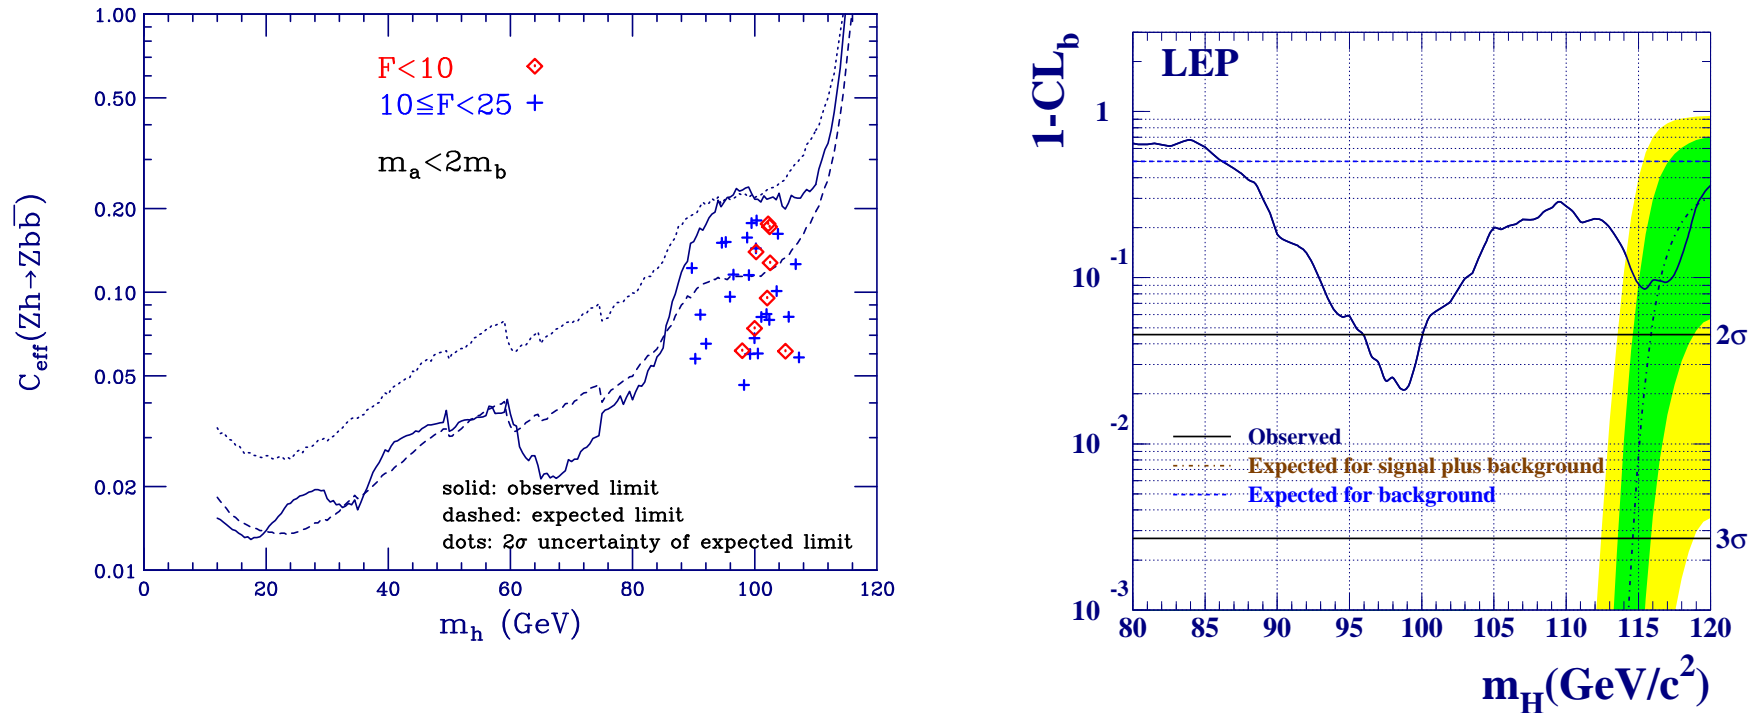 1.00
0.50
0.20
0.10
0.05
0.02
0.01
C_eff(Zh→Zbb̅)
F<10
10≦F<25
m_a<2m_b
solid: observed limit
dashed: expected limit
dots: 2σ uncertainty of expected limit
0 20 40 60 80 100 120
m_h (GeV)
1-CL_b
LEP
1
10^-1
10^-2
10^-3
2σ
3σ
Observed
Expected for signal plus background
Expected for background
80 85 90 95 100 105 110 115 120
m_H(GeV/c^2)